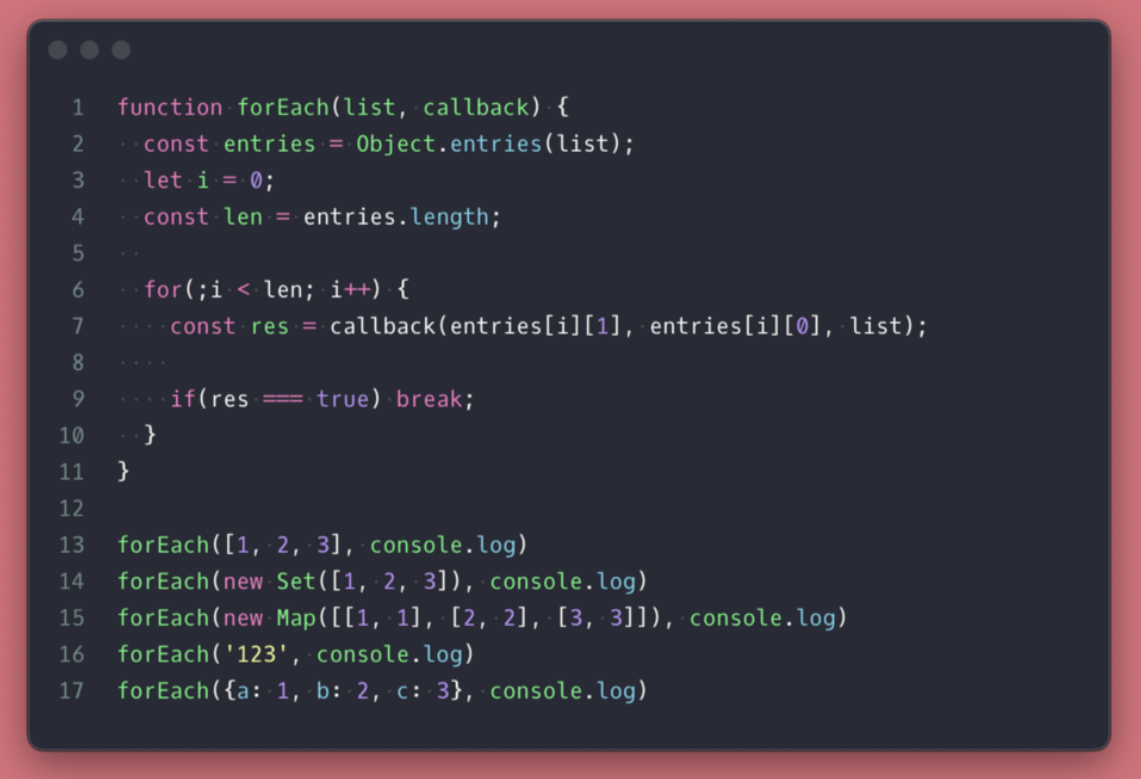 1 function forEach(list, callback) {
2   const entries = Object.entries(list);
3   let i = 0;
4   const len = entries.length;
5
6   for(;i < len; i++) {
7     const res = callback(entries[i][1], entries[i][0], list);
8
9     if(res === true) break;
10   }
11 }
12
13 forEach([1, 2, 3], console.log)
14 forEach(new Set([1, 2, 3]), console.log)
15 forEach(new Map([[1, 1], [2, 2], [3, 3]]), console.log)
16 forEach('123', console.log)
17 forEach({a: 1, b: 2, c: 3}, console.log)